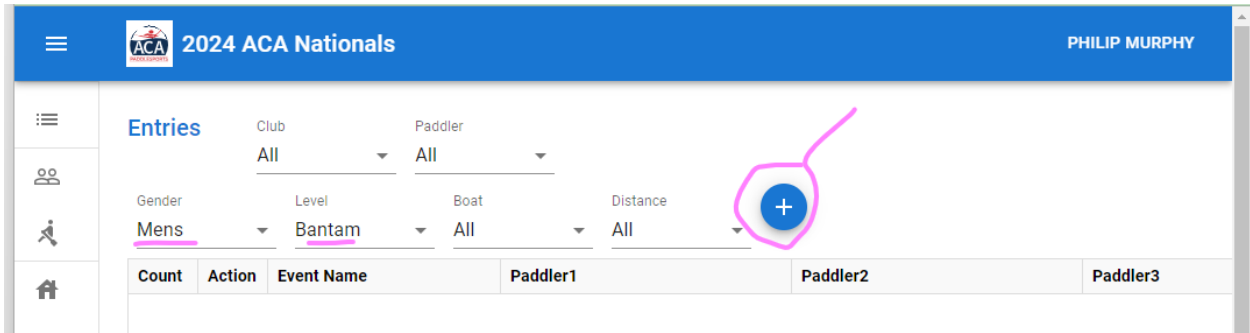 ACA
PADDLESPORTS
2024 ACA Nationals
PHILIP MURPHY
Entries
Club
Paddler
All
All
Gender
Level
Boat
Distance
Mens
Bantam
All
All
+
Count Action Event Name Paddler1 Paddler2 Paddler3